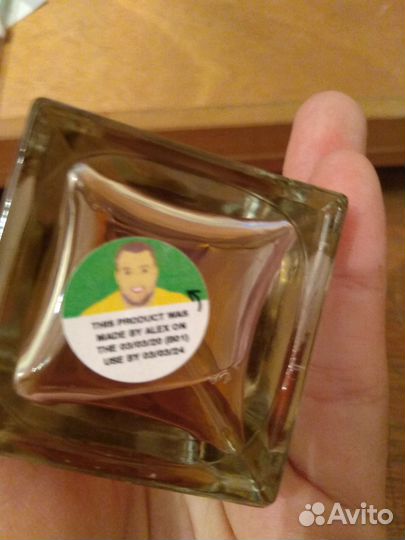 THIS PRODUCT WAS
MADE BY ALEX ON
THE 03/03/20 (B01)
USE BY 03/03/24
Avito